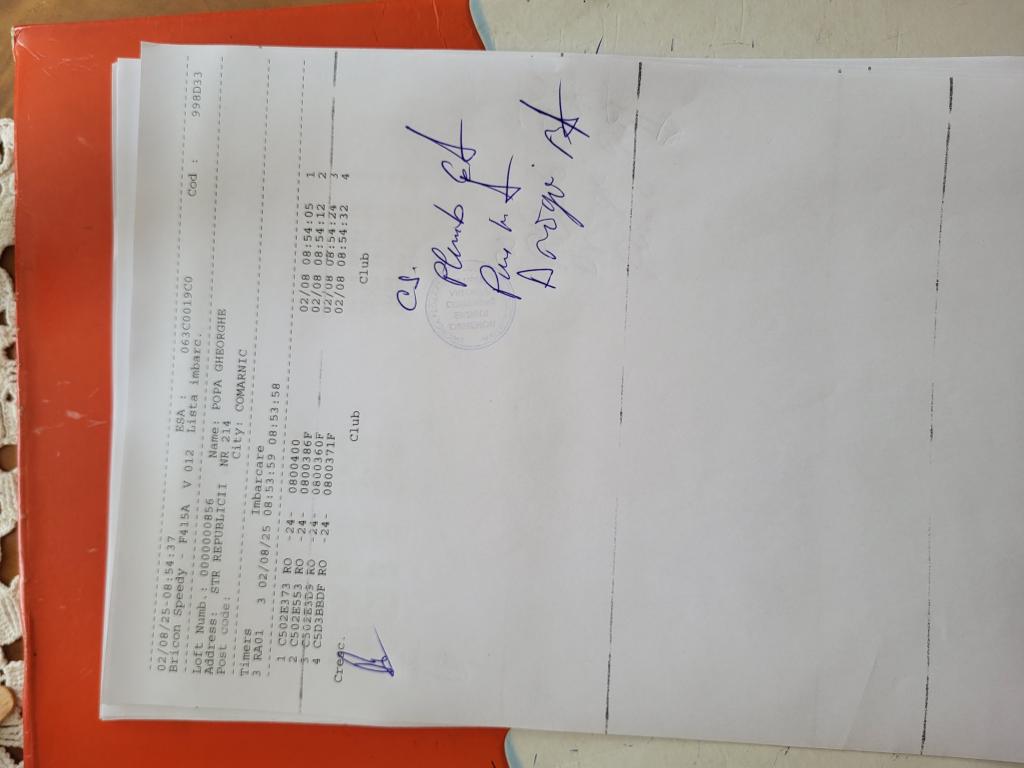 02/08/25-08:54:37
Bricon Speedy - F415A V 012 ESA : 063C0019C0
Lista imbarc.
Loft Numb.: 0000000856 Name: POPA GHEORGHE Cod : 998D33
Address: STR REPUBLICII NR 214
Post code: City: COMARNIC
Timers
3 RA01 3 02/08/25 Imbarcare 08:53:59 08:53:58
1 C502E373 RO -24- 0800400 02/08 08:54:05 1
2 C502E553 RO -24- 0800386F 02/08 08:54:12 2
3 C502E3D9 RO -24- 0800360F 02/08 08:54:24 3
4 C5D3BBDF RO -24- 0800371F 02/08 08:54:32 4
Cresc. Club Club